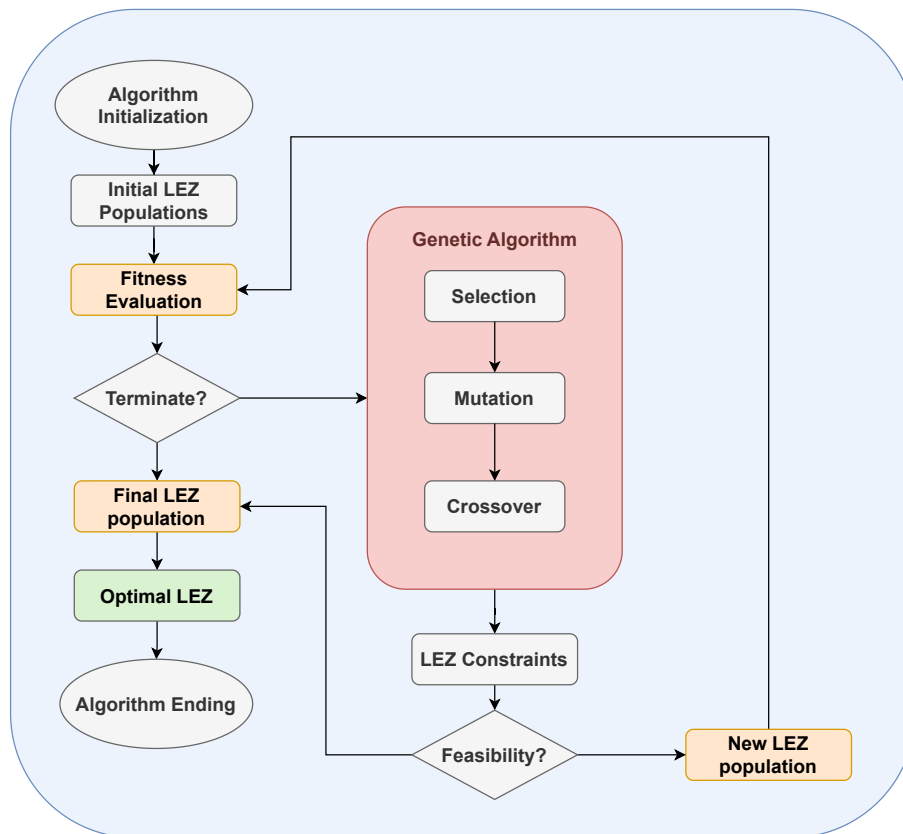 Algorithm
Initialization
Initial LEZ
Populations
Fitness
Evaluation
Terminate?
Final LEZ
population
Optimal LEZ
Algorithm Ending
Genetic Algorithm
Selection
Mutation
Crossover
LEZ Constraints
Feasibility?
New LEZ
population